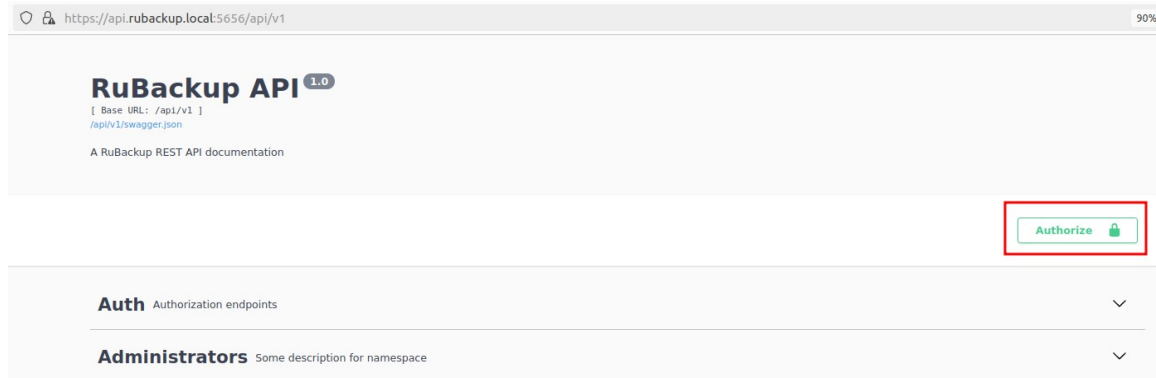 https://api.rubackup.local:5656/api/v1 90%
RuBackup API 1.0
[ Base URL: /api/v1 ]
/api/v1/swagger.json
A RuBackup REST API documentation
Authorize
Auth Authorization endpoints
Administrators Some description for namespace